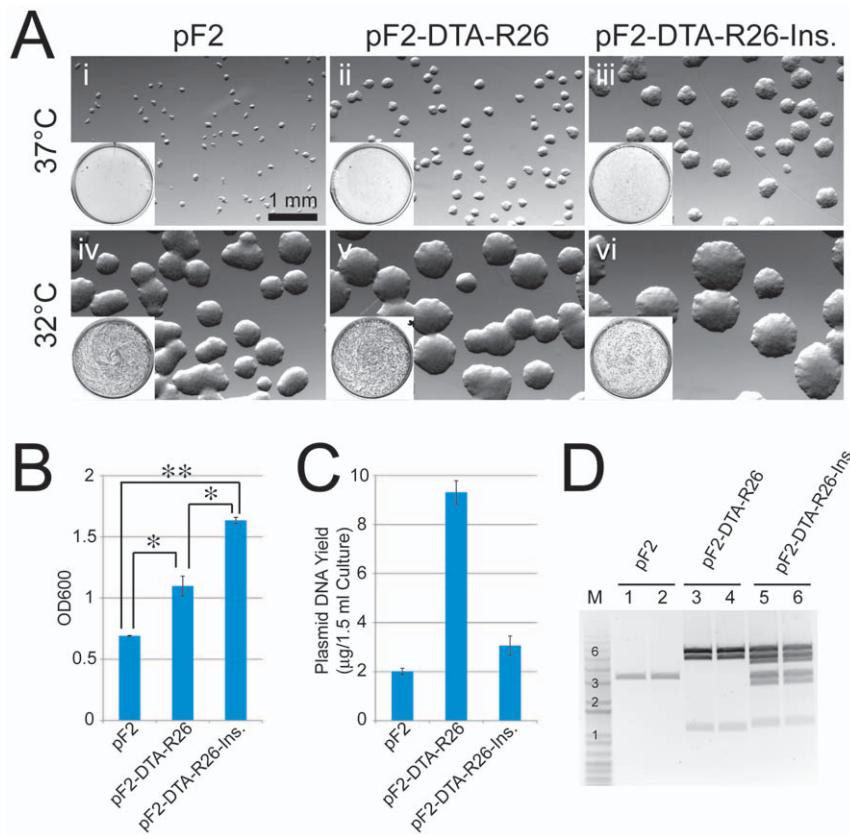 A
pF2 pF2-DTA-R26 pF2-DTA-R26-Ins.
37°C
i ii iii
1 mm
32°C
iv v vi
B
OD600
2
1.5
1
0.5
0
** * *
pF2
pF2-DTA-R26
pF2-DTA-R26-Ins.
C
Plasmid DNA Yield
(µg/1.5 ml Culture)
10
8
6
4
2
0
pF2
pF2-DTA-R26
pF2-DTA-R26-Ins.
D
pF2
pF2-DTA-R26
pF2-DTA-R26-Ins.
M 1 2 3 4 5 6
6
3
2
1